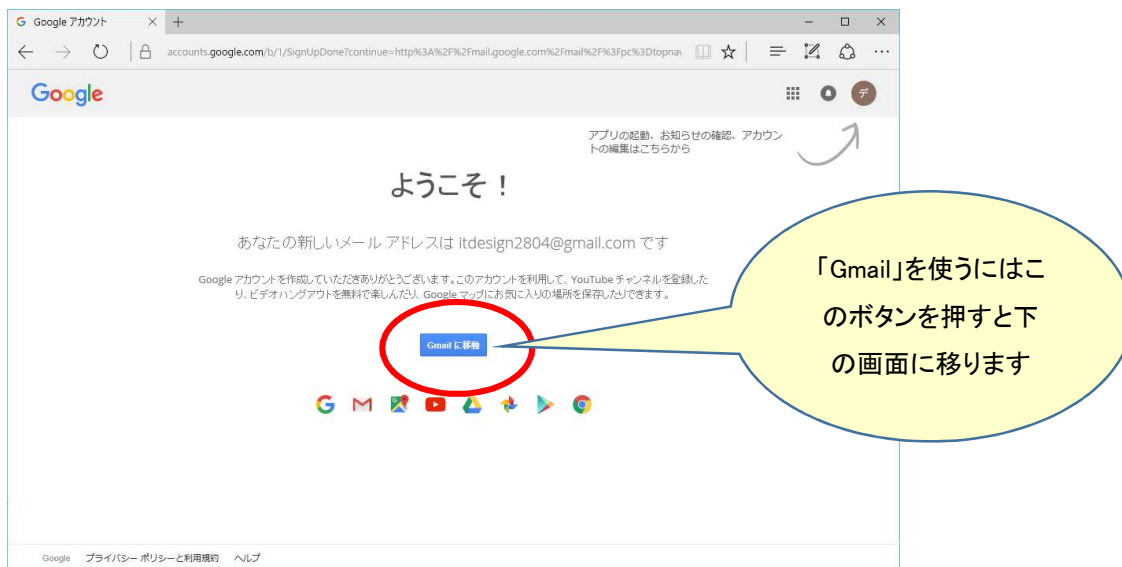 G Google アカウント
accounts.google.com/b/1/SignUpDone?continue=http%3A%2F%2Fmail.google.com%2Fmail%2F%3Fpc%3Dtopnav
Google
デ
アプリの起動、お知らせの確認、アカウン
トの編集はこちらから
ようこそ！
あなたの新しいメール アドレスは itdesign2804@gmail.com です
Google アカウントを作成していただきありがとうございます。このアカウントを利用して、YouTube チャンネルを登録した
り、ビデオハングアウトを無料で楽しんだり、Google マップにお気に入りの場所を保存したりできます。
Gmail に移動
「Gmail」を使うにはこ
のボタンを押すと下
の画面に移ります
Google プライバシー ポリシーと利用規約 ヘルプ